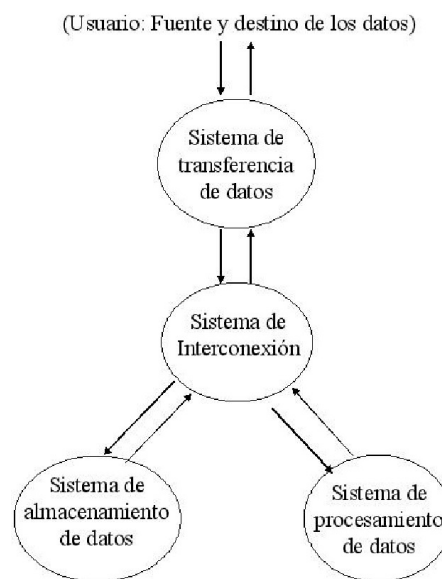 (Usuario: Fuente y destino de los datos)
Sistema de
transferencia
de datos
Sistema de
Interconexión
Sistema de
almacenamiento
de datos
Sistema de
procesamiento
de datos